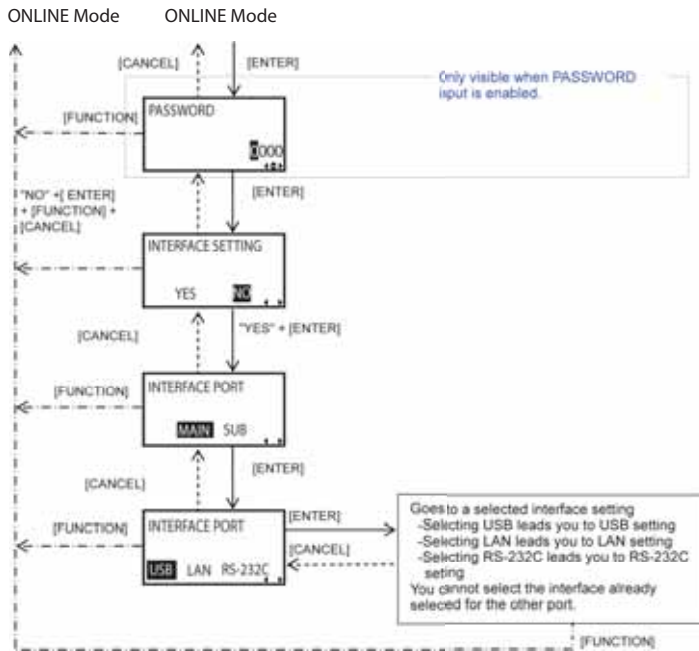 ONLINE Mode ONLINE Mode
[CANCEL] [ENTER]
Only visible when PASSWORD
input is enabled.
[FUNCTION] PASSWORD
0000
[ENTER]
"NO" +[ ENTER]
+ [FUNCTION] +
[CANCEL]
INTERFACE SETTING
YES NO
[CANCEL] "YES" + [ENTER]
[FUNCTION] INTERFACE PORT
MAIN SUB
[CANCEL] [ENTER]
[FUNCTION] INTERFACE PORT
USB LAN RS-232C
[ENTER]
[CANCEL]
Goes to a selected interface setting
-Selecting USB leads you to USB setting
-Selecting LAN leads you to LAN setting
-Selecting RS-232C leads you to RS-232C
seting
You cannot select the interface already
seleced for the other port.
[FUNCTION]